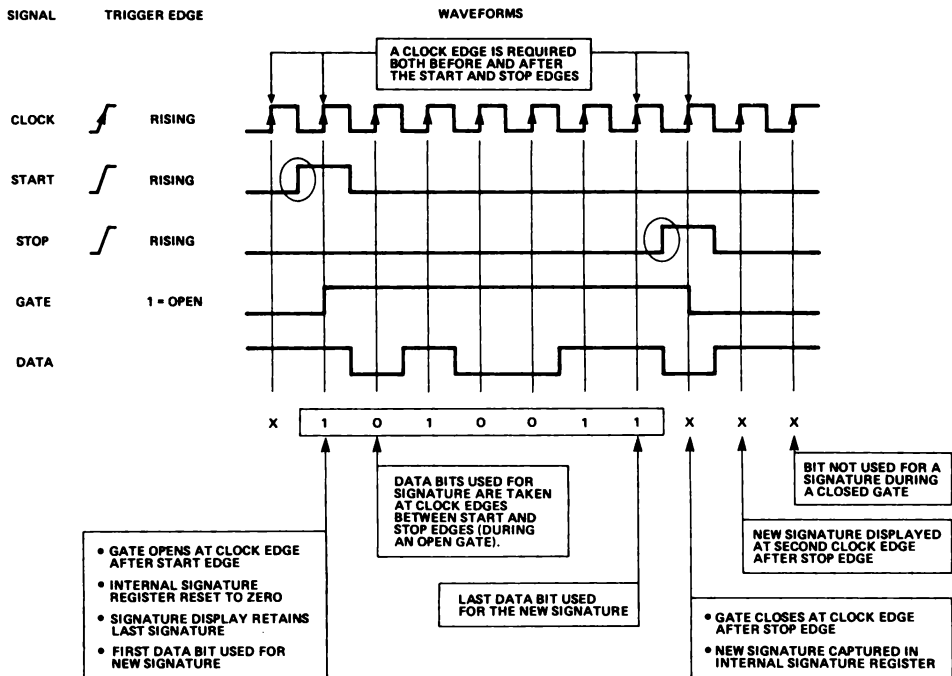 SIGNAL TRIGGER EDGE WAVEFORMS
A CLOCK EDGE IS REQUIRED
BOTH BEFORE AND AFTER
THE START AND STOP EDGES
CLOCK RISING
START RISING
STOP RISING
GATE 1 = OPEN
DATA
X 1 0 1 0 0 1 1 X X X
DATA BITS USED FOR
SIGNATURE ARE TAKEN
AT CLOCK EDGES
BETWEEN START AND
STOP EDGES (DURING
AN OPEN GATE).
BIT NOT USED FOR A
SIGNATURE DURING
A CLOSED GATE
NEW SIGNATURE DISPLAYED
AT SECOND CLOCK EDGE
AFTER STOP EDGE
• GATE OPENS AT CLOCK EDGE
AFTER START EDGE
• INTERNAL SIGNATURE
REGISTER RESET TO ZERO
• SIGNATURE DISPLAY RETAINS
LAST SIGNATURE
• FIRST DATA BIT USED FOR
NEW SIGNATURE
LAST DATA BIT USED
FOR THE NEW SIGNATURE
• GATE CLOSES AT CLOCK EDGE
AFTER STOP EDGE
• NEW SIGNATURE CAPTURED IN
INTERNAL SIGNATURE REGISTER